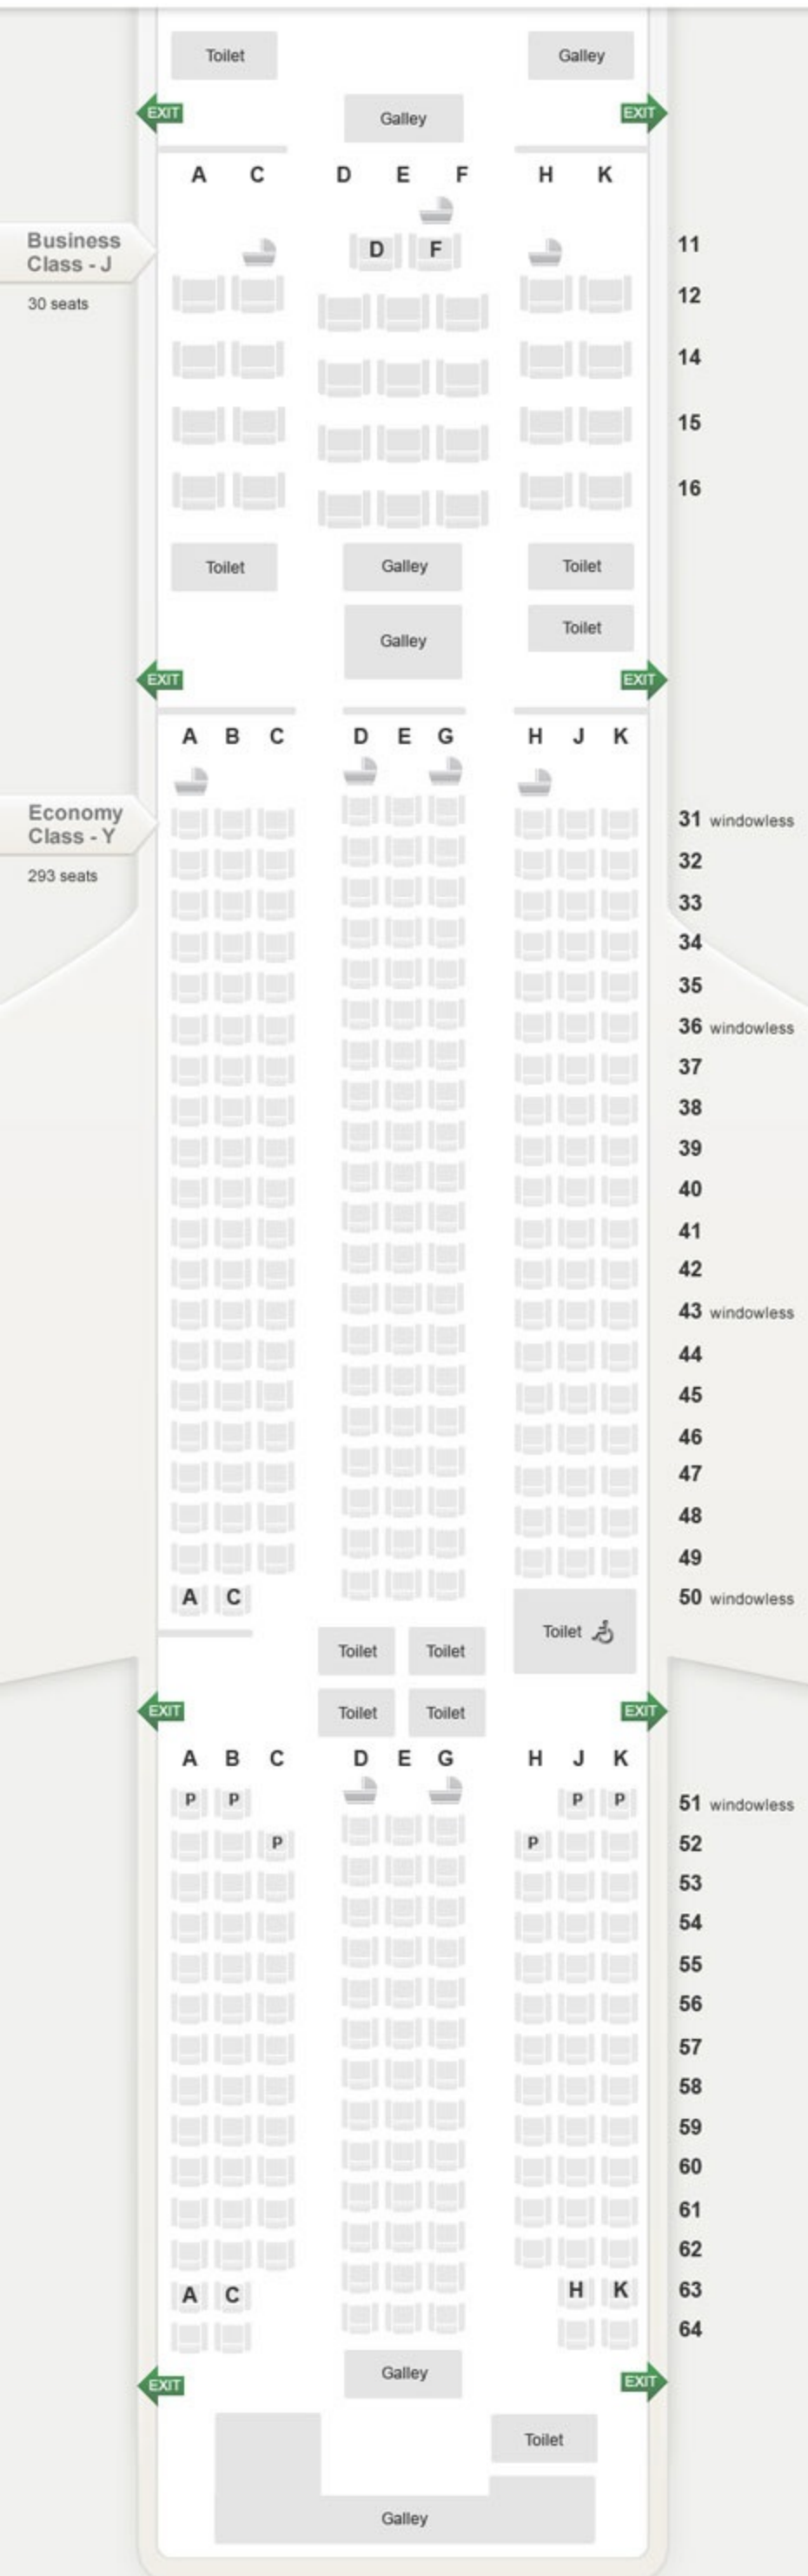 Toilet Galley
EXIT Galley EXIT
A C D E F H K
Business
Class - J
D F 11
30 seats
12
14
15
16
Toilet Galley Toilet
Galley Toilet
EXIT EXIT
A B C D E G H J K
Economy
Class - Y
31 windowless
32
293 seats
33
34
35
36 windowless
37
38
39
40
41
42
43 windowless
44
45
46
47
48
49
A C 50 windowless
Toilet Toilet Toilet
EXIT Toilet Toilet EXIT
A B C D E G H J K
P P P P 51 windowless
P P 52
53
54
55
56
57
58
59
60
61
62
A C H K 63
64
Galley
EXIT EXIT
Toilet
Galley